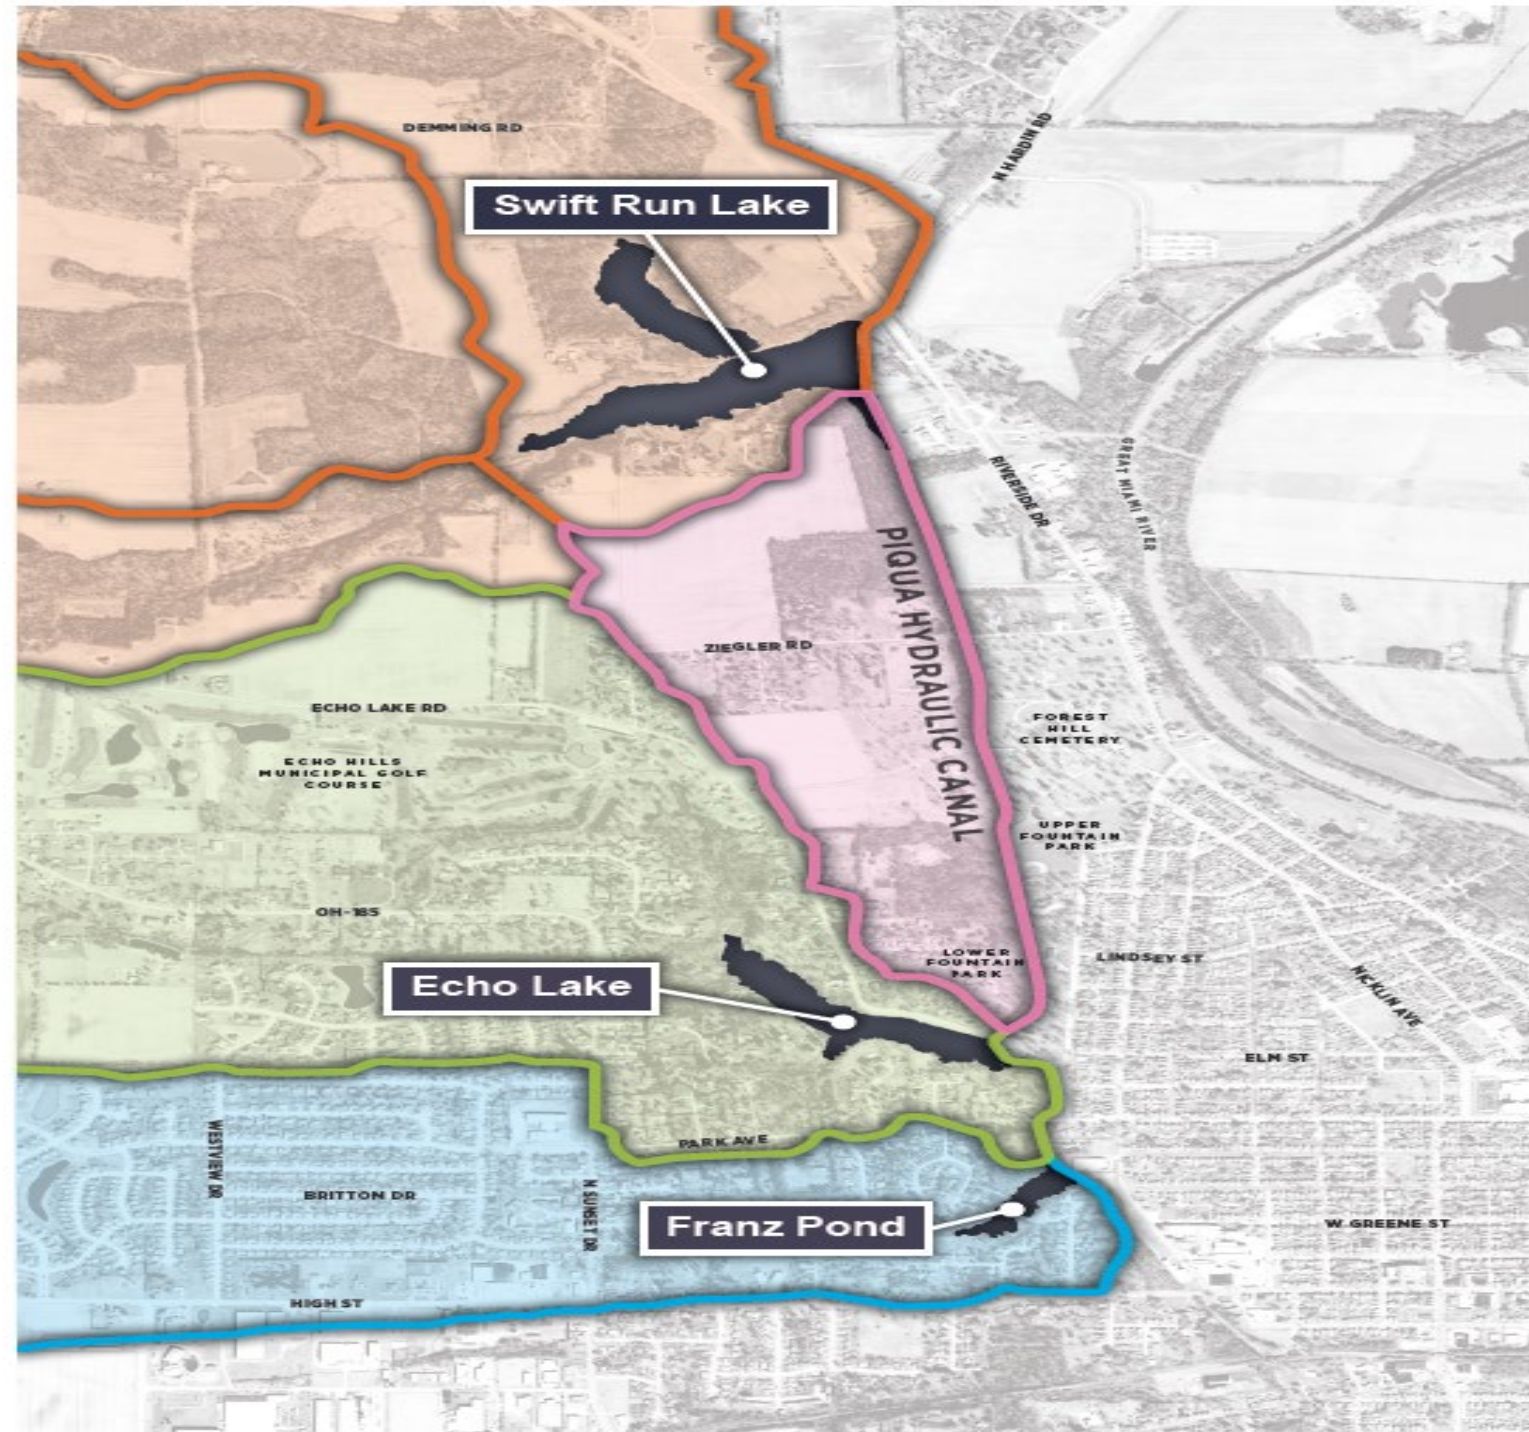 DEMMING RD
N HARDIN RD
Swift Run Lake
GREAT MIAMI RIVER
RIVERSIDE DR
PIQUA HYDRAULIC CANAL
ZIEGLER RD
ECHO LAKE RD
FOREST
HILL
CEMETERY
ECHO HILLS
MUNICIPAL GOLF
COURSE
UPPER
FOUNTAIN
PARK
OH-185
LOWER
FOUNTAIN
PARK
LINDSEY ST
NICKLIN AVE
Echo Lake
ELM ST
PARK AVE
WESTVIEW DR
BRITTON DR
N SUNSET DR
Franz Pond
W GREENE ST
HIGH ST